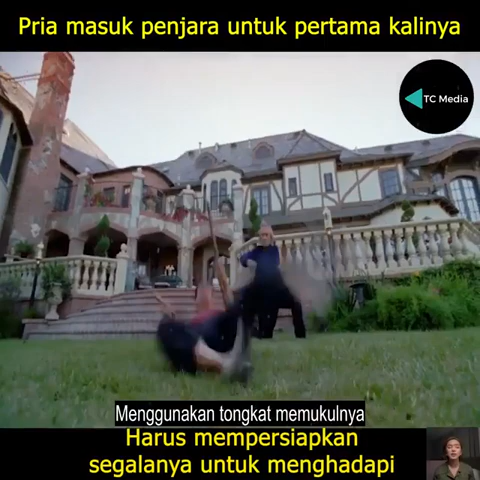 Pria masuk penjara untuk pertama kalinya
TC Media
Menggunakan tongkat memukulnya
Harus mempersiapkan
segalanya untuk menghadapi